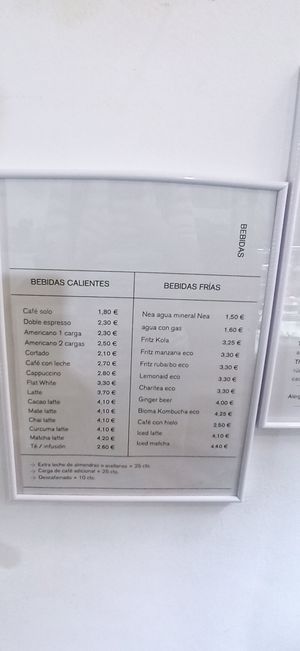 BEBIDAS
BEBIDAS CALIENTES
Café solo 1,80 €
Doble espresso 2,30 €
Americano 1 carga 2,30 €
Americano 2 cargas 2,50 €
Cortado 2,10 €
Café con leche 2,70 €
Cappuccino 2,80 €
Flat White 3,30 €
Latte 3,70 €
Cacao latte 4,10 €
Mate latte 4,10 €
Chai latte 4,10 €
Curcuma latte 4,10 €
Matcha latte 4,20 €
Té / infusión 2,60 €
BEBIDAS FRÍAS
Nea agua mineral Nea 1,50 €
agua con gas 1,60 €
Fritz Kola 3,25 €
Fritz manzana eco 3,30 €
Fritz ruibarbo eco 3,30 €
Lemonaid eco 3,30 €
Charitea eco 3,30 €
Ginger beer 4,00 €
Bioma Kombucha eco 4,25 €
Café con hielo 2,50 €
Iced latte 4,10 €
Iced matcha 4,40 €
→ Extra leche de almendras o avellanas + 25 cts.
→ Carga de café adicional + 25 cts.
→ Descafeinado + 10 cts.